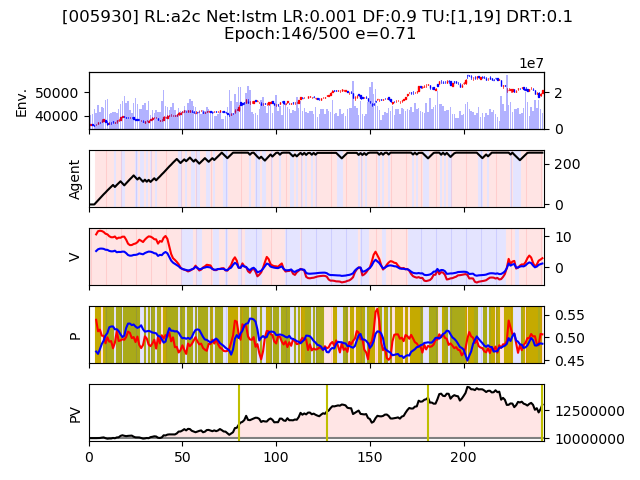 [005930] RL:a2c Net:lstm LR:0.001 DF:0.9 TU:[1,19] DRT:0.1
Epoch:146/500 e=0.71
1e7
Env.
50000
40000
2
0
Agent
200
0
V
10
0
P
0.55
0.50
0.45
PV
12500000
10000000
0 50 100 150 200